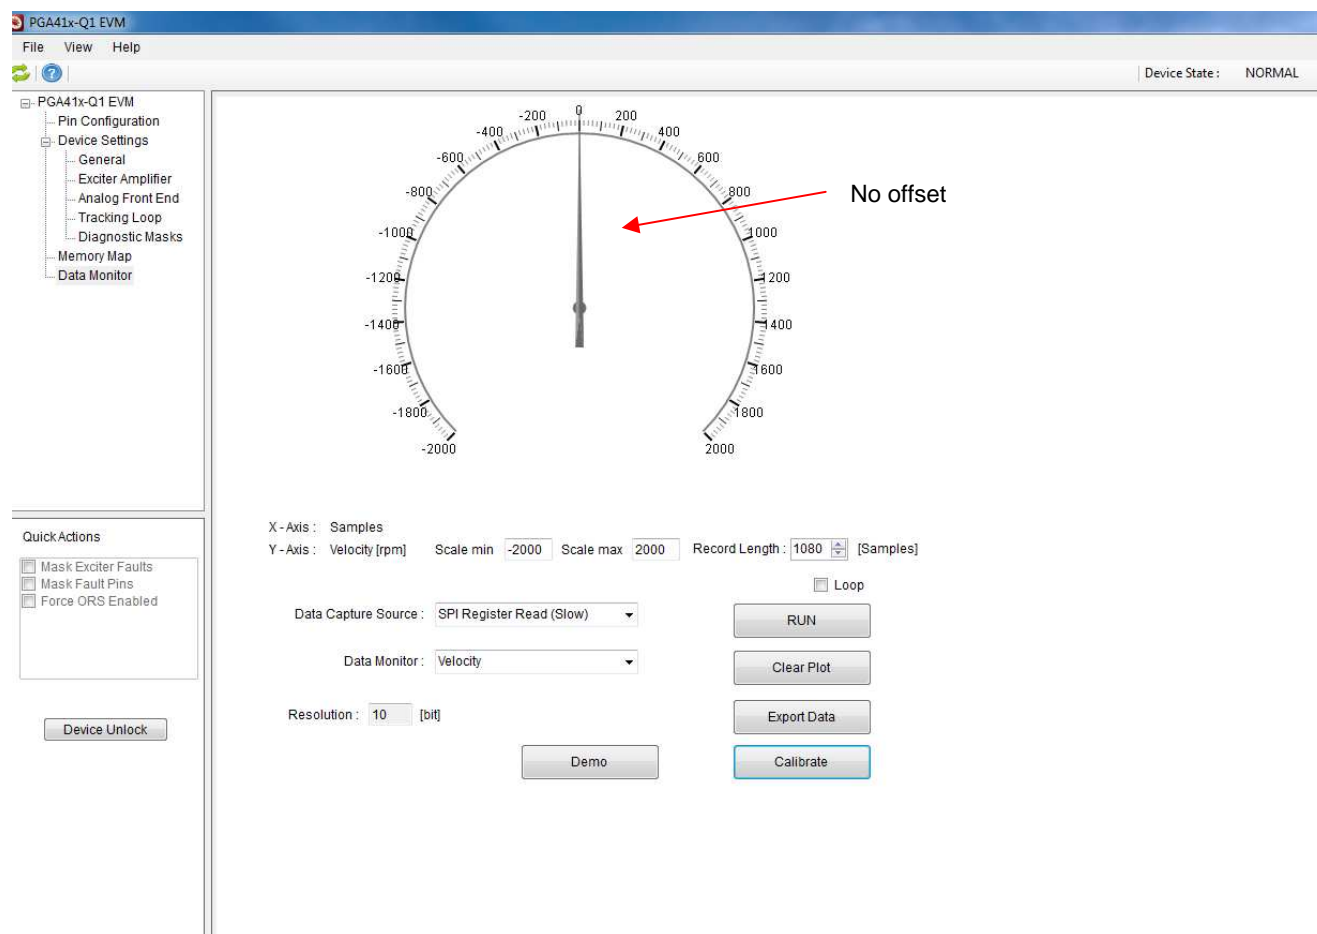 PGA41x-Q1 EVM
File View Help
Device State : NORMAL
PGA41x-Q1 EVM
Pin Configuration
Device Settings
General
Exciter Amplifier
Analog Front End
Tracking Loop
Diagnostic Masks
Memory Map
Data Monitor
Quick Actions
Mask Exciter Faults
Mask Fault Pins
Force ORS Enabled
Device Unlock
0
-200 200
-400 400
-600 600
-800 800
-1000 1000
-1200 1200
-1400 1400
-1600 1600
-1800 1800
-2000 2000
No offset
X - Axis : Samples
Y - Axis : Velocity [rpm] Scale min -2000 Scale max 2000 Record Length : 1080 [Samples]
Loop
Data Capture Source : SPI Register Read (Slow) RUN
Data Monitor : Velocity Clear Plot
Resolution : 10 [bit] Export Data
Demo Calibrate